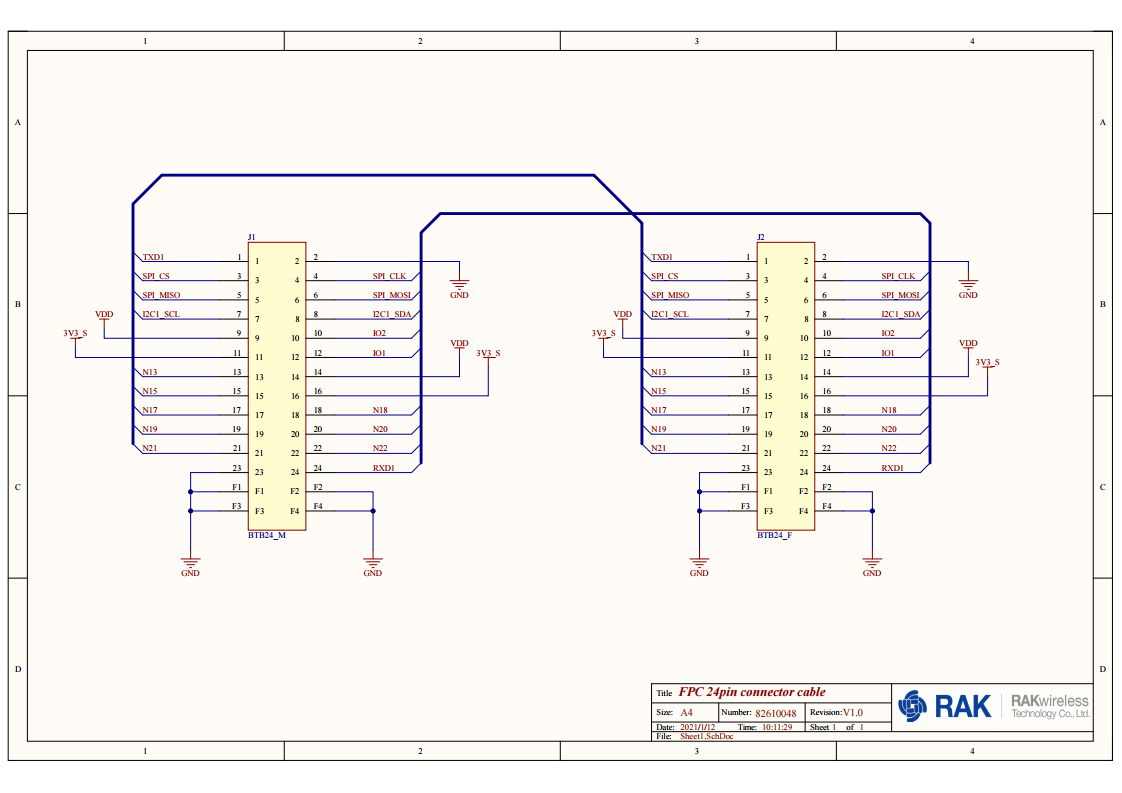 1 2 3 4
A A
J1 J2
TXD1 1 1 2 2 TXD1 1 1 2 2
SPI_CS 3 3 4 4 SPI_CLK SPI_CS 3 3 4 4 SPI_CLK
GND GND
SPI_MISO 5 5 6 6 SPI_MOSI SPI_MISO 5 5 6 6 SPI_MOSI
B B
I2C1_SCL 7 7 8 8 I2C1_SDA I2C1_SCL 7 7 8 8 I2C1_SDA
VDD VDD
3V3_S 9 9 10 10 IO2 3V3_S 9 9 10 10 IO2
VDD VDD
11 11 12 12 IO1 3V3_S 11 11 12 12 IO1 3V3_S
N13 13 13 14 14 N13 13 13 14 14
N15 15 15 16 16 N15 15 15 16 16
N17 17 17 18 18 N18 N17 17 17 18 18 N18
N19 19 19 20 20 N20 N19 19 19 20 20 N20
N21 21 21 22 22 N22 N21 21 21 22 22 N22
23 23 24 24 RXD1 23 23 24 24 RXD1
C C
F1 F1 F2 F2 F1 F1 F2 F2
F3 F3 F4 F4 F3 F3 F4 F4
BTB24_M BTB24_F
GND GND GND GND
D D
Title FPC 24pin connector cable
Size: A4 Number: 82610048 Revision:V1.0
Date: 2021/1/12 Time: 10:11:29 Sheet 1 of 1
File: Sheet1.SchDoc
RAK RAKwireless
Technology Co., Ltd.
1 2 3 4